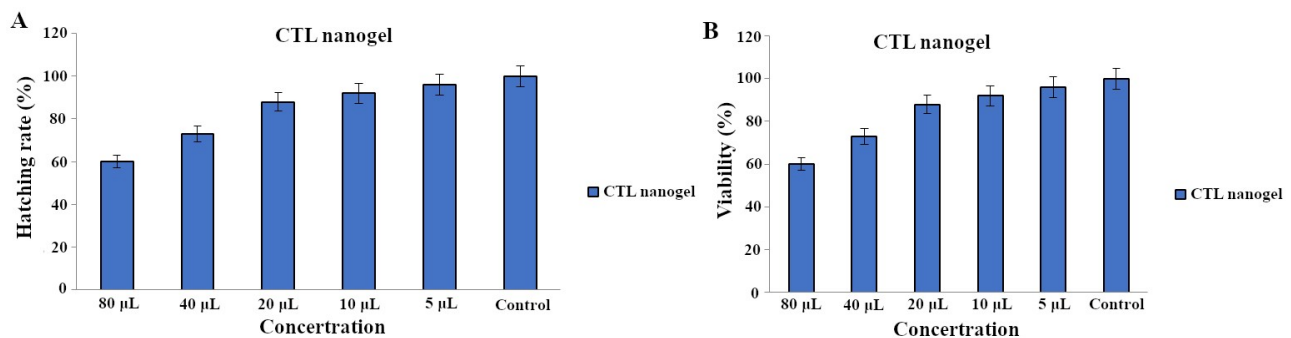 A
CTL nanogel
Hatching rate (%)
120
100
80
60
40
20
0
80 μL 40 μL 20 μL 10 μL 5 μL Control
Concertration
CTL nanogel
B
CTL nanogel
Viability (%)
120
100
80
60
40
20
0
80 μL 40 μL 20 μL 10 μL 5 μL Control
Concertration
CTL nanogel